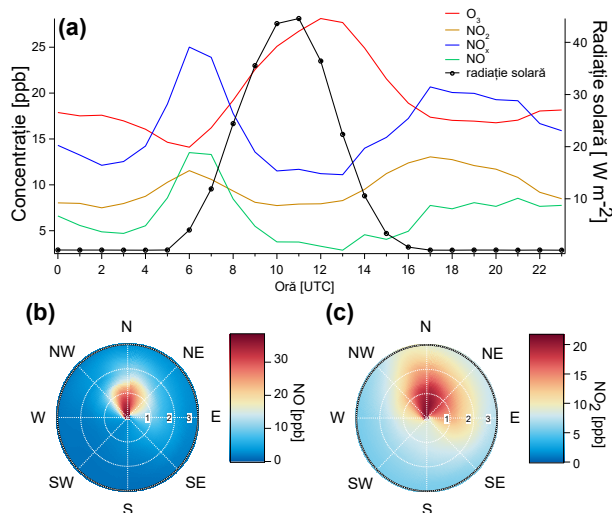 (a)
O3
NO2
NOx
NO
radiație solară
Concentrație [ppb]
25
20
15
10
5
40
30
20
10
Radiație solară [ W m-2]
0 2 4 6 8 10 12 14 16 18 20 22
Oră [UTC]
(b)
N
NW NE
W 1 2 3 E
SW SE
S
30
20
10
0
NO [ppb]
(c)
N
NW NE
W 1 2 3 E
SW SE
S
20
15
10
5
0
NO2 [ppb]